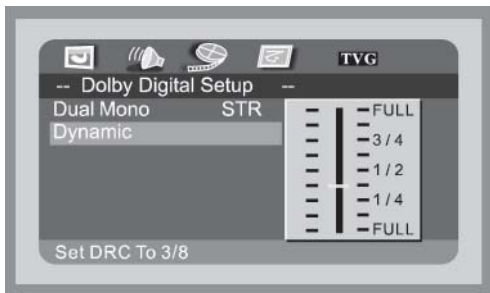 TVG
-- Dolby Digital Setup --
Dual Mono STR
Dynamic
FULL
3 / 4
1 / 2
1 / 4
FULL
Set DRC To 3/8